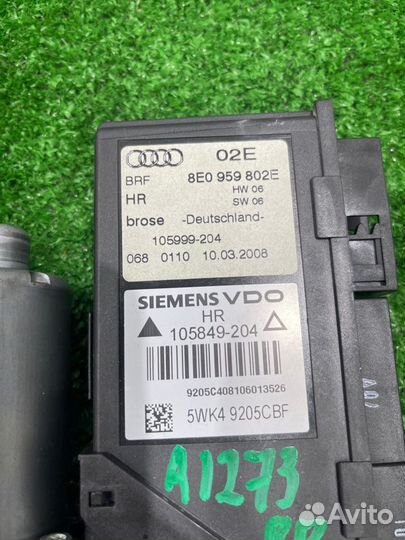 02E
BRF 8E0 959 802E
HR HW 06
SW 06
brose -Deutschland-
105999-204
068 0110 10.03.2008
SIEMENS VDO
HR
105849-204
9205C408106013526
5WK4 9205CBF
A1273
Avito